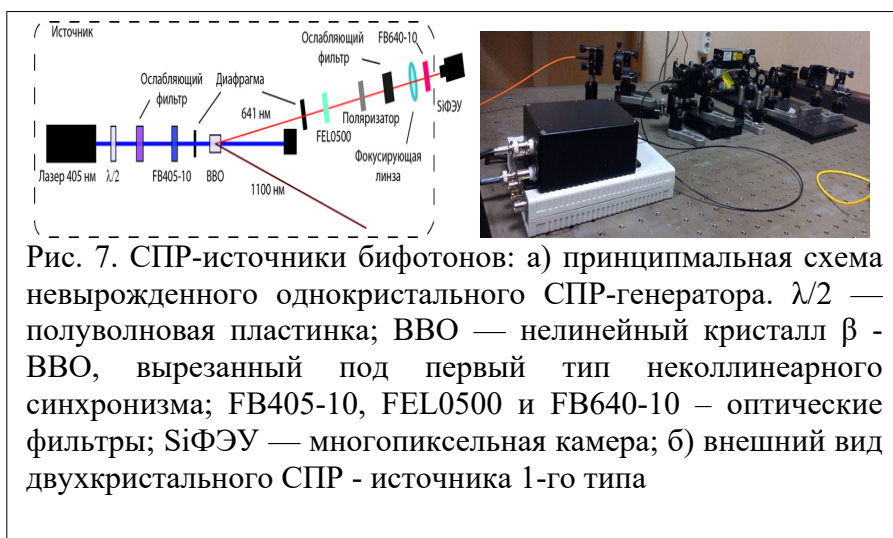 Источник
Ослабляющий
фильтр
Диафрагма
641 нм
Ослабляющий
фильтр
FB640-10
SiФЭУ
Поляризатор
FEL0500
Фокусирующая
линза
Лазер 405 нм
λ/2
FB405-10
BBO
1100 нм
Рис. 7. СПР-источники бифотонов: а) принципмальная схема
невырожденного однокристального СПР-генератора. λ/2 —
полуволновая пластинка; BBO — нелинейный кристалл β -
BBO, вырезанный под первый тип неколлинеарного
синхронизма; FB405-10, FEL0500 и FB640-10 – оптические
фильтры; SiФЭУ — многопиксельная камера; б) внешний вид
двухкристального СПР - источника 1-го типа